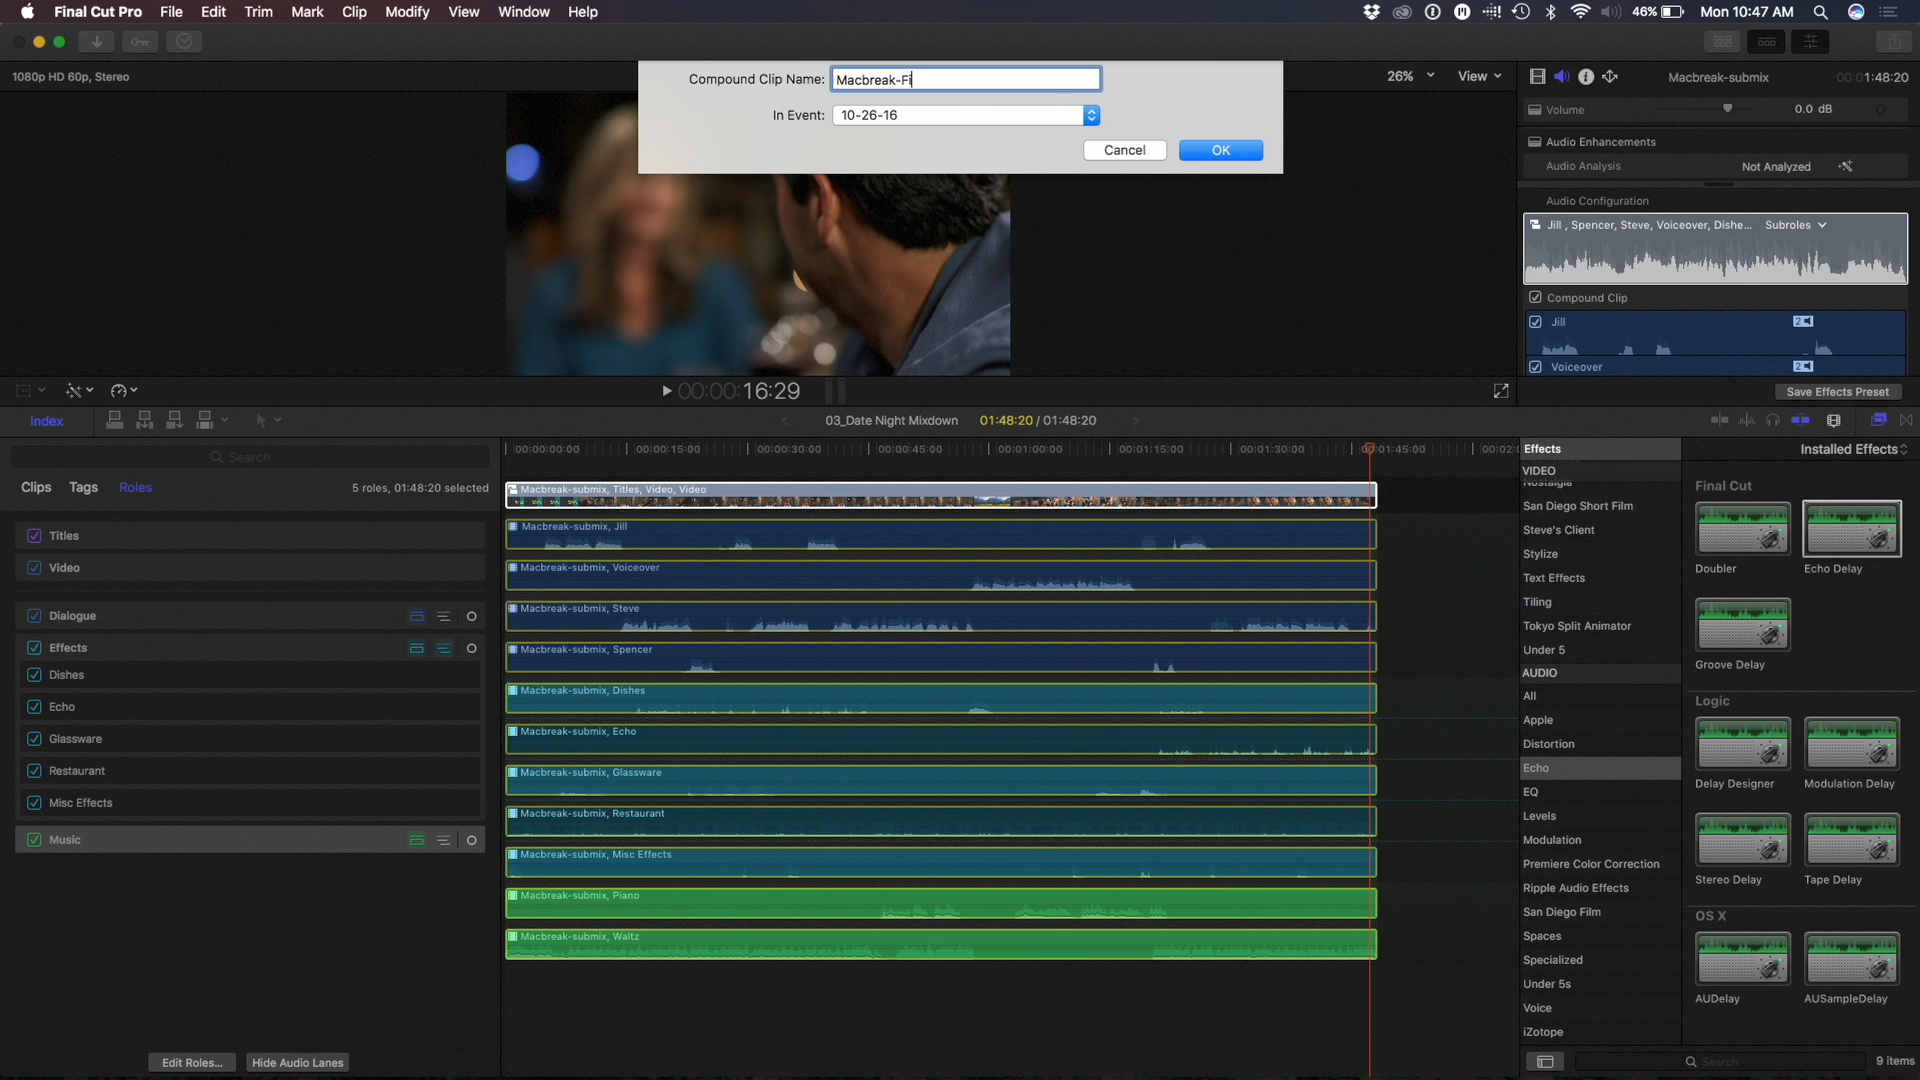 Final Cut Pro File Edit Trim Mark Clip Modify View Window Help 46% Mon 10:47 AM
1080p HD 60p, Stereo
Compound Clip Name: Macbreak-Fi
In Event: 10-26-16
Cancel OK
26% View
Macbreak-submix 00:01:48:20
Volume 0.0 dB
Audio Enhancements
Audio Analysis Not Analyzed
Audio Configuration
Jill , Spencer, Steve, Voiceover, Dishe... Subroles
Compound Clip
Jill 2
Voiceover 2
00:00:00:16:29
Save Effects Preset
Index
03_Date Night Mixdown 01:48:20 / 01:48:20
Search
Clips Tags Roles 5 roles, 01:48:20 selected
Titles
Video
Dialogue
Effects
Dishes
Echo
Glassware
Restaurant
Misc Effects
Music
Edit Roles... Hide Audio Lanes
00:00:00:00 00:00:15:00 00:00:30:00 00:00:45:00 00:01:00:00 00:01:15:00 00:01:30:00 00:01:45:00 00:02:0
Macbreak-submix, Titles, Video, Video
Macbreak-submix, Jill
Macbreak-submix, Voiceover
Macbreak-submix, Steve
Macbreak-submix, Spencer
Macbreak-submix, Dishes
Macbreak-submix, Echo
Macbreak-submix, Glassware
Macbreak-submix, Restaurant
Macbreak-submix, Misc Effects
Macbreak-submix, Piano
Macbreak-submix, Waltz
Effects
VIDEO
Nostalgia
San Diego Short Film
Steve's Client
Stylize
Text Effects
Tiling
Tokyo Split Animator
Under 5
AUDIO
All
Apple
Distortion
Echo
EQ
Levels
Modulation
Premiere Color Correction
Ripple Audio Effects
San Diego Film
Spaces
Specialized
Under 5s
Voice
iZotope
Installed Effects
Final Cut
Doubler Echo Delay
Groove Delay
Logic
Delay Designer Modulation Delay
Stereo Delay Tape Delay
OS X
AUDelay AUSampleDelay
Search 9 items